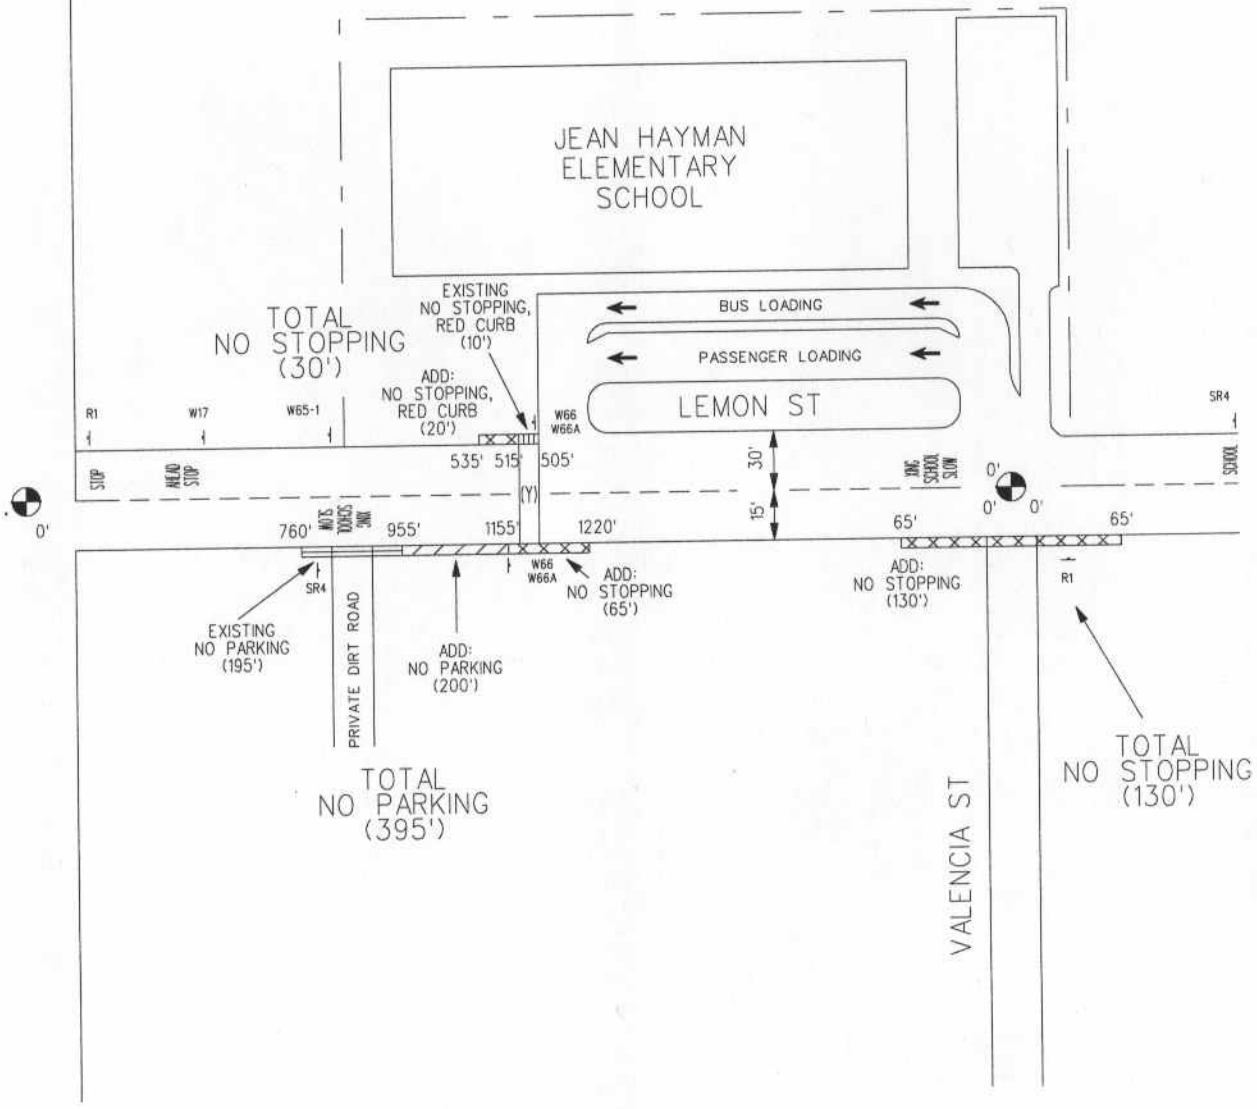 JEAN HAYMAN
ELEMENTARY
SCHOOL
EXISTING
NO STOPPING,
RED CURB
(10')
BUS LOADING
TOTAL
NO STOPPING
(30')
PASSENGER LOADING
ADD:
NO STOPPING,
RED CURB
(20')
LEMON ST
R1
W17
W65-1
W66
W66A
SR4
STOP
AHEAD
STOP
535'
515'
505'
30'
XING
SCHOOL
SLOW
SCHOOL
0'
(Y)
0'
0'
0'
15'
760'
SLOW
SCHOOL
XING
955'
1155'
1220'
65'
65'
SR4
W66
W66A
ADD:
NO STOPPING
(65')
ADD:
NO STOPPING
(130')
R1
EXISTING
NO PARKING
(195')
PRIVATE DIRT ROAD
ADD:
NO PARKING
(200')
TOTAL
NO PARKING
(395')
TOTAL
NO STOPPING
(130')
VALENCIA ST